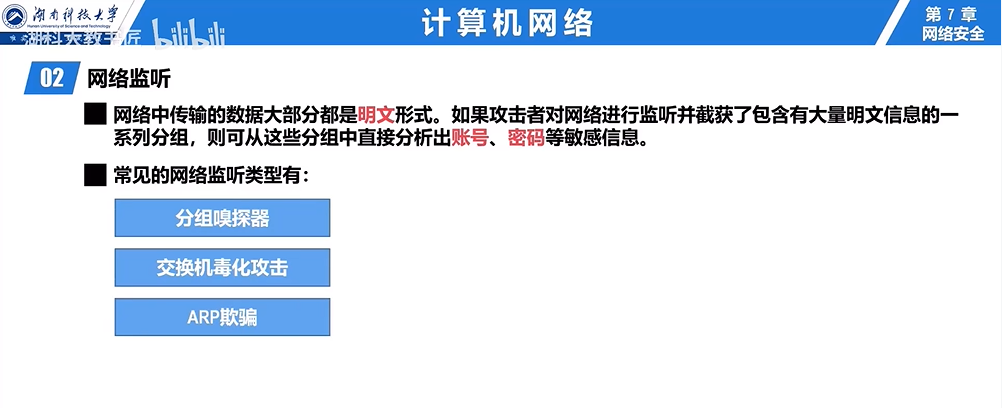 湖南科技大学
Hunan University of Science and Technology
计算机网络
第 7 章
网络安全
湖科大教书匠 bilibili
02 网络监听
网络中传输的数据大部分都是明文形式。如果攻击者对网络进行监听并截获了包含有大量明文信息的一
系列分组，则可从这些分组中直接分析出账号、密码等敏感信息。
常见的网络监听类型有：
分组嗅探器
交换机毒化攻击
ARP欺骗